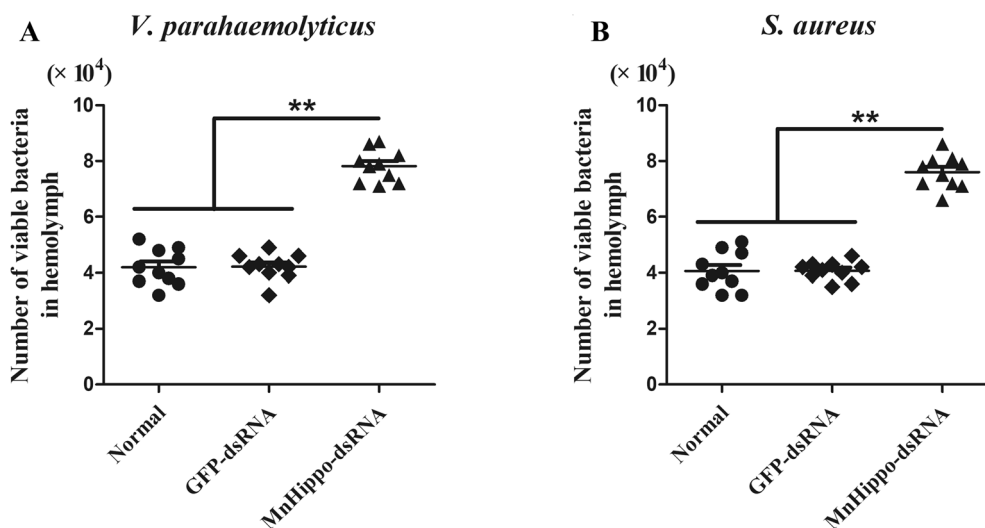 A
V. parahaemolyticus
(× 10⁴)
Number of viable bacteria
in hemolymph
10
8
6
4
2
0
**
Normal
GFP-dsRNA
MnHippo-dsRNA
B
S. aureus
(× 10⁴)
Number of viable bacteria
in hemolymph
10
8
6
4
2
0
**
Normal
GFP-dsRNA
MnHippo-dsRNA